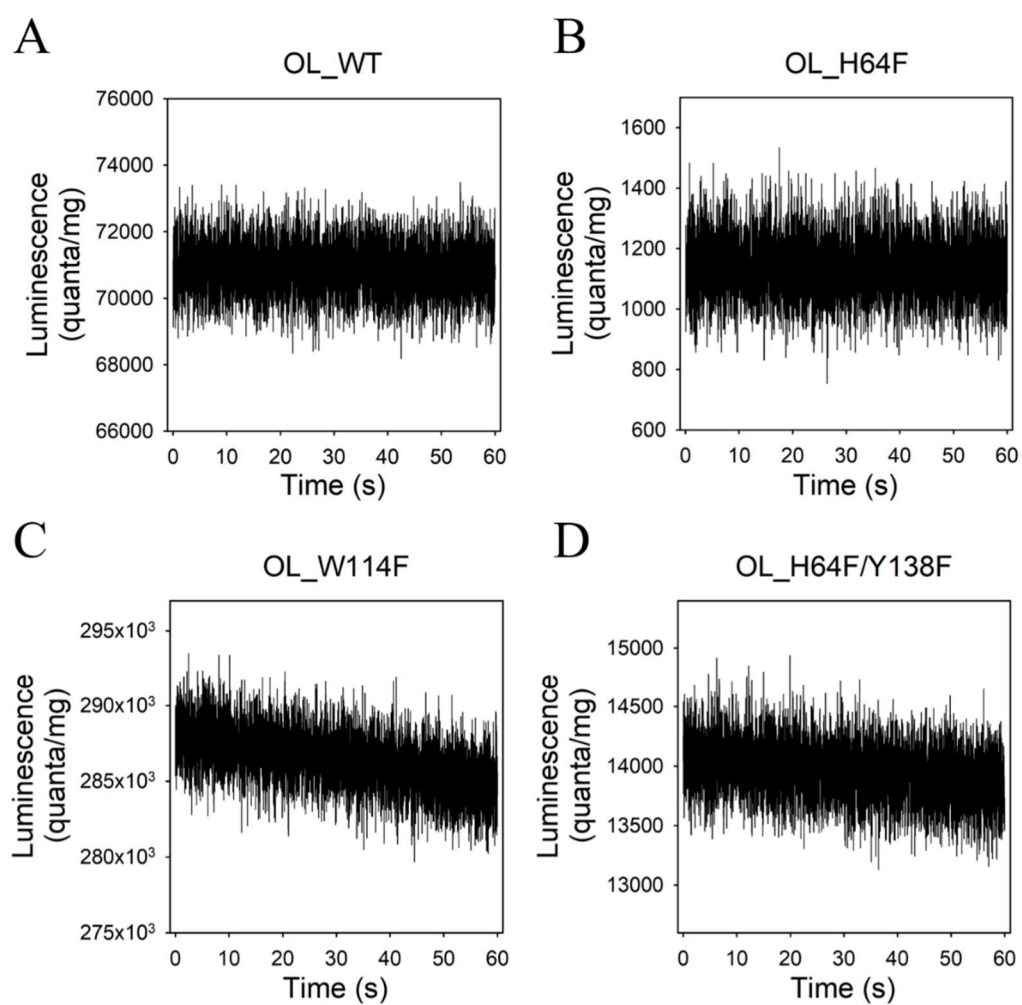 A
OL_WT
Luminescence
(quanta/mg)
76000
74000
72000
70000
68000
66000
0 10 20 30 40 50 60
Time (s)
B
OL_H64F
Luminescence
(quanta/mg)
1600
1400
1200
1000
800
600
0 10 20 30 40 50 60
Time (s)
C
OL_W114F
Luminescence
(quanta/mg)
295x10³
290x10³
285x10³
280x10³
275x10³
0 10 20 30 40 50 60
Time (s)
D
OL_H64F/Y138F
Luminescence
(quanta/mg)
15000
14500
14000
13500
13000
0 10 20 30 40 50 60
Time (s)